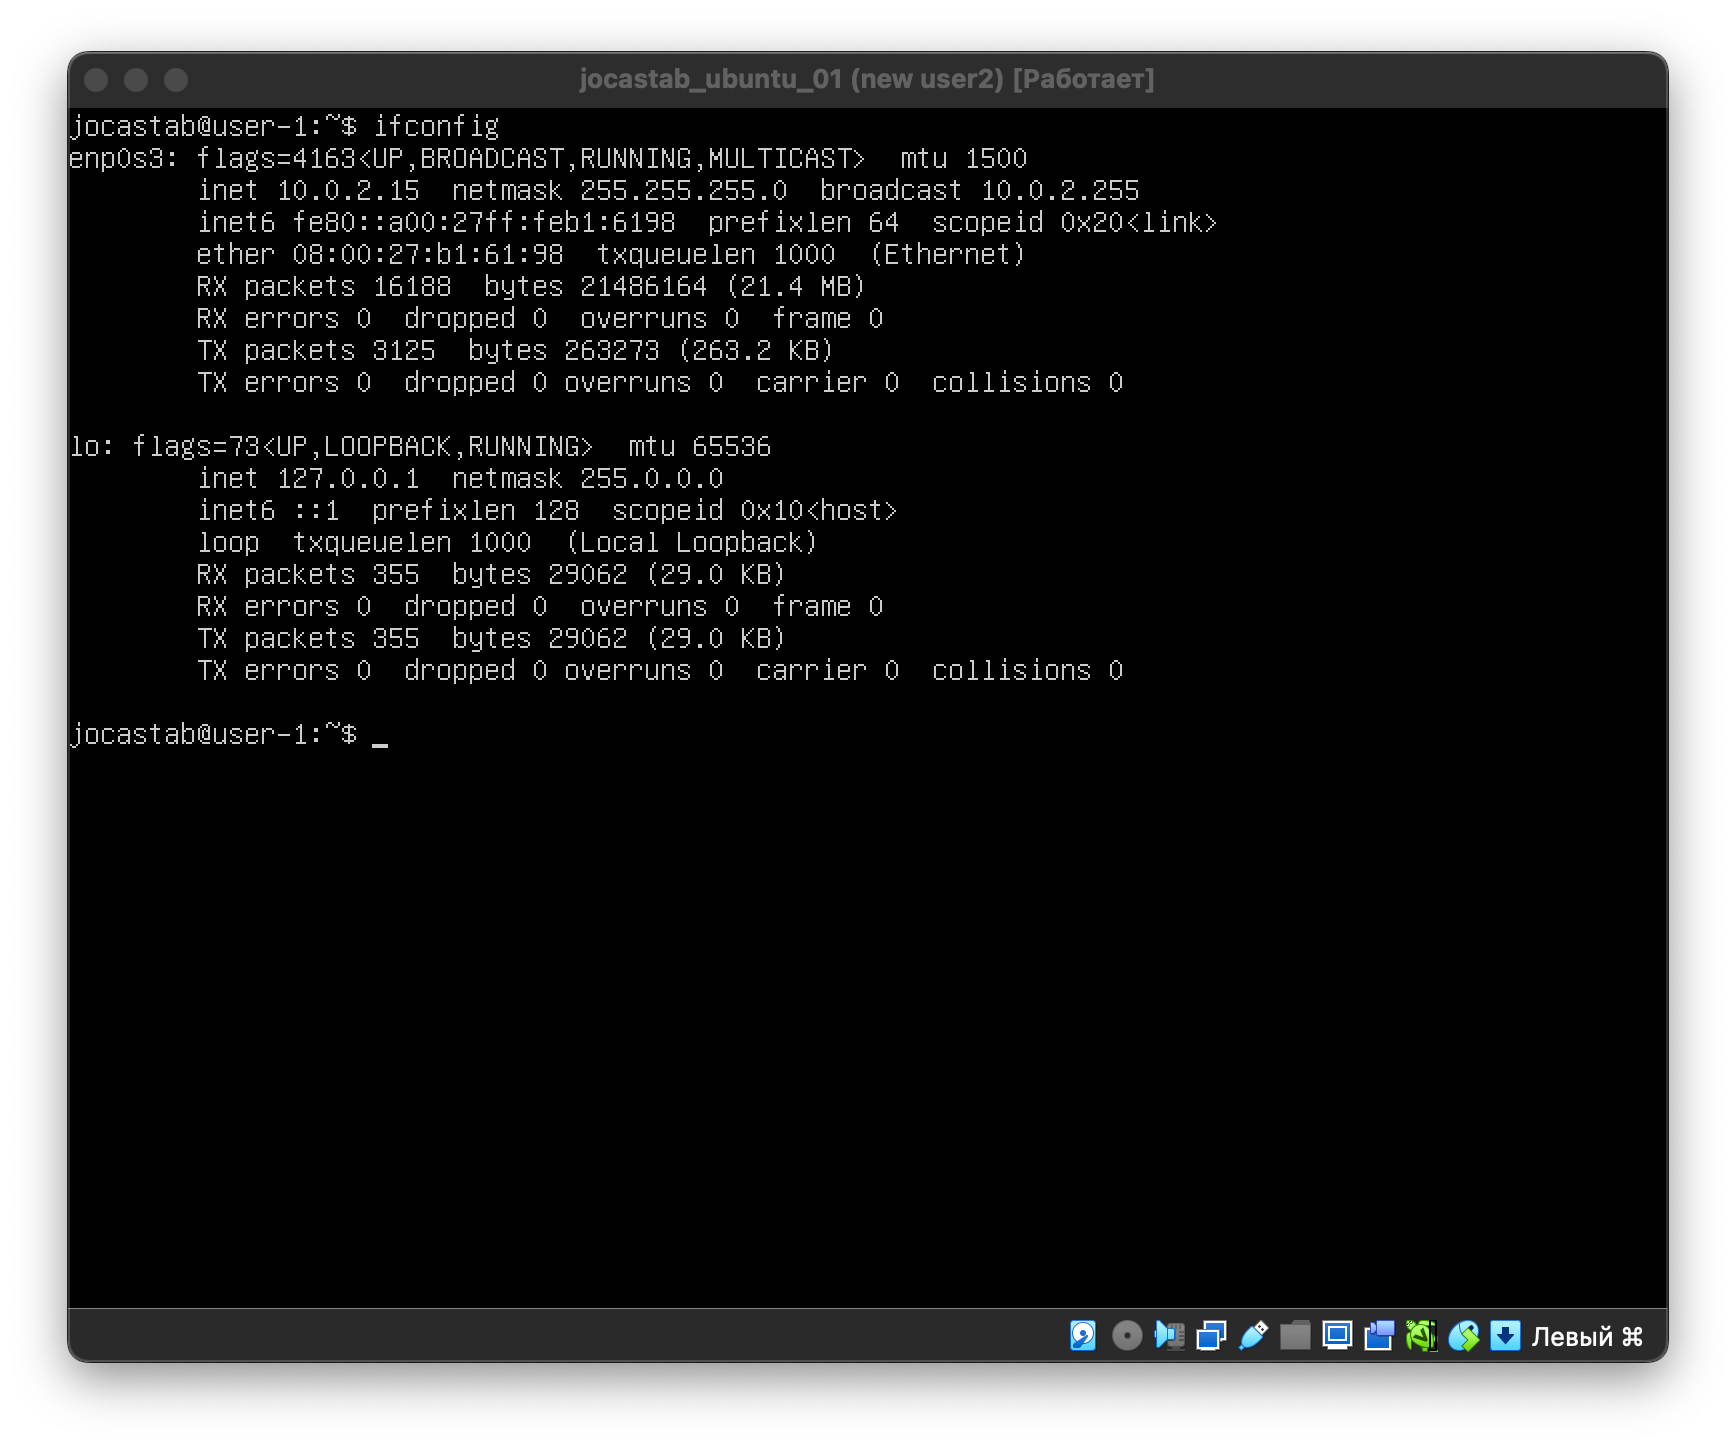 jocastab_ubuntu_01 (new user2) [Работает]
jocastab@user-1:~$ ifconfig
enp0s3: flags=4163<UP,BROADCAST,RUNNING,MULTICAST>  mtu 1500
        inet 10.0.2.15  netmask 255.255.255.0  broadcast 10.0.2.255
        inet6 fe80::a00:27ff:feb1:6198  prefixlen 64  scopeid 0x20<link>
        ether 08:00:27:b1:61:98  txqueuelen 1000  (Ethernet)
        RX packets 16188  bytes 21486164 (21.4 MB)
        RX errors 0  dropped 0  overruns 0  frame 0
        TX packets 3125  bytes 263273 (263.2 KB)
        TX errors 0  dropped 0 overruns 0  carrier 0  collisions 0
lo: flags=73<UP,LOOPBACK,RUNNING>  mtu 65536
        inet 127.0.0.1  netmask 255.0.0.0
        inet6 ::1  prefixlen 128  scopeid 0x10<host>
        loop  txqueuelen 1000  (Local Loopback)
        RX packets 355  bytes 29062 (29.0 KB)
        RX errors 0  dropped 0  overruns 0  frame 0
        TX packets 355  bytes 29062 (29.0 KB)
        TX errors 0  dropped 0 overruns 0  carrier 0  collisions 0
jocastab@user-1:~$ _
Левый ⌘